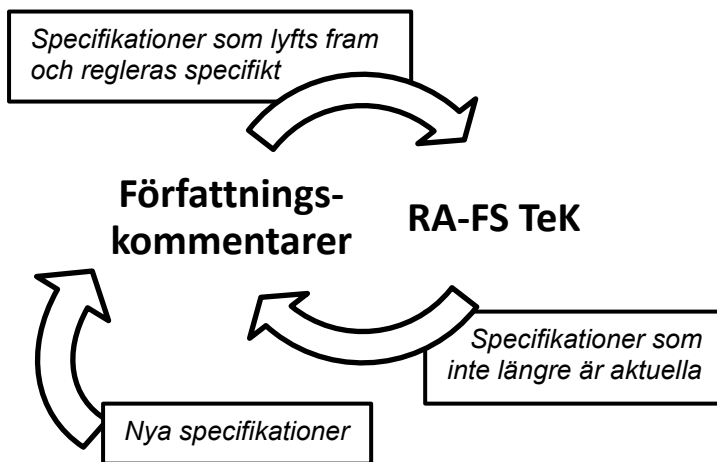 Specifikationer som lyfts fram
och regleras specifikt
Författnings-
kommentarer
RA-FS TeK
Specifikationer som
inte längre är aktuella
Nya specifikationer